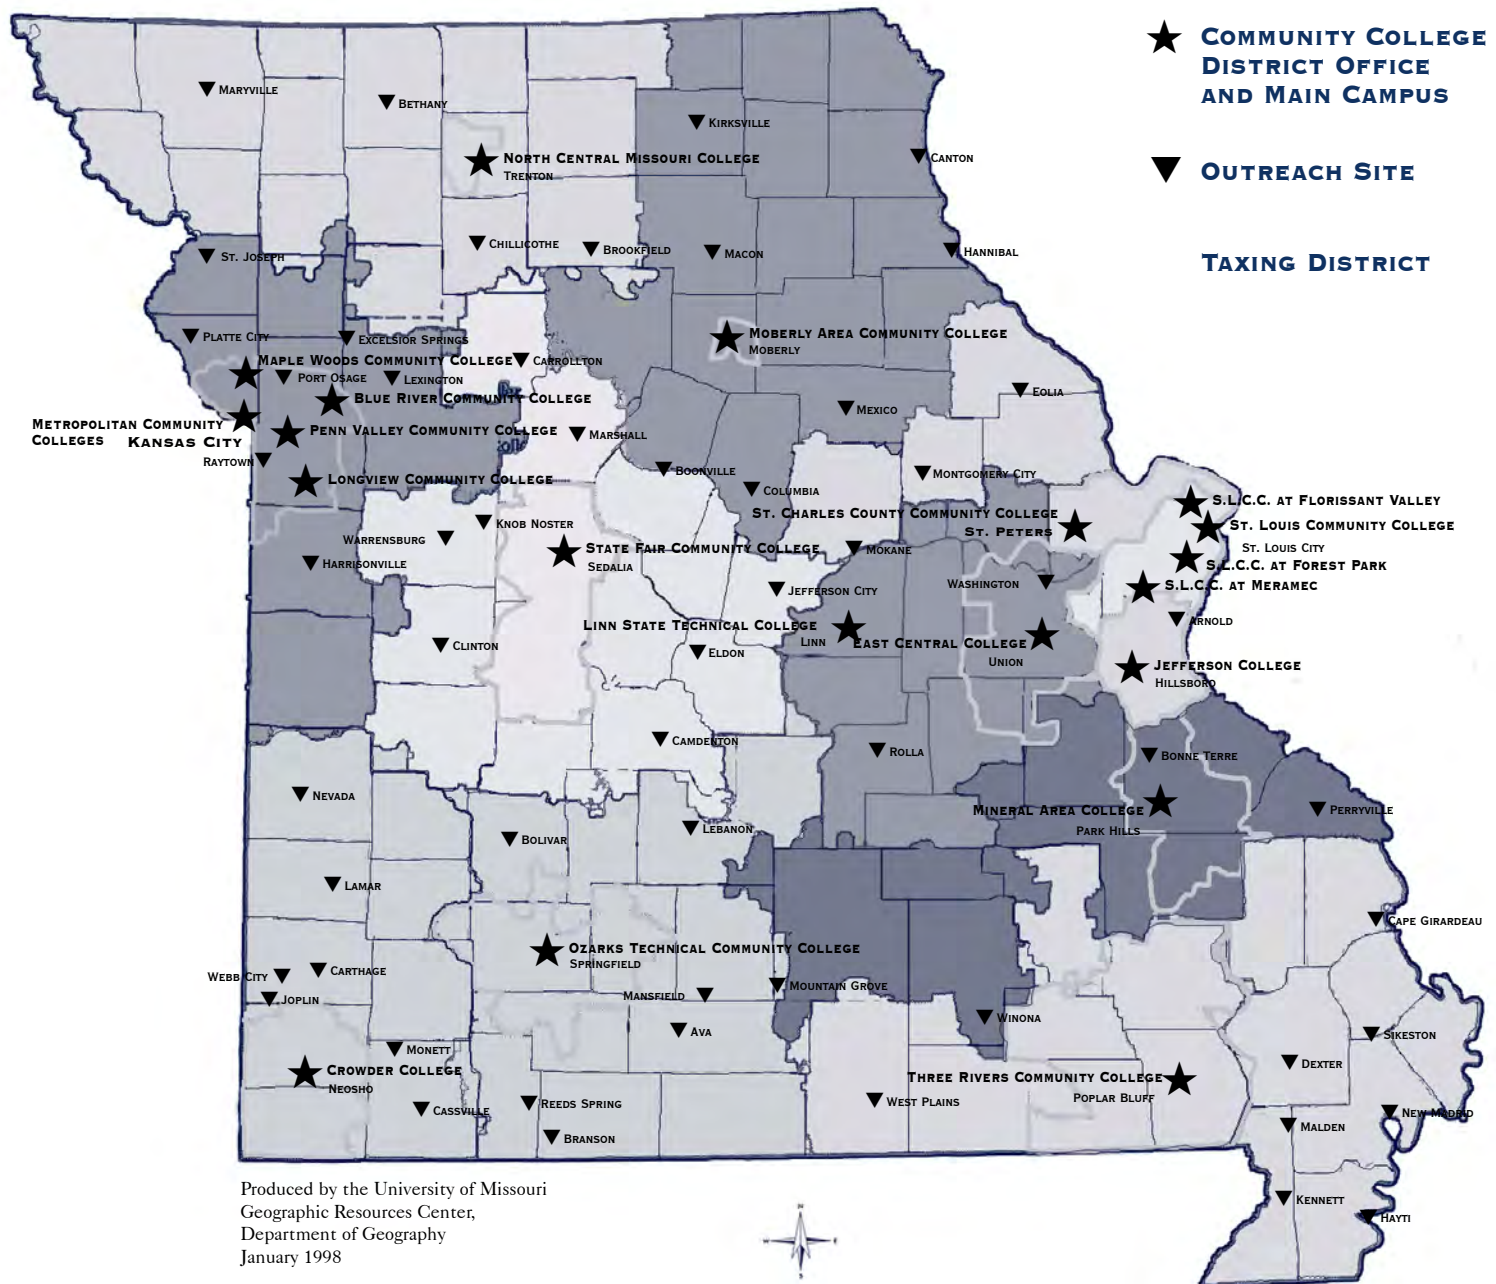 Community College
District Office
and Main Campus
Outreach Site
Taxing District
Maryville
Bethany
Kirksville
Canton
North Central Missouri College
Trenton
Chillicothe
Brookfield
Macon
Hannibal
St. Joseph
Platte City
Excelsior Springs
Moberly Area Community College
Moberly
Maple Woods Community College
Carrollton
Port Osage
Lexington
Eolia
Blue River Community College
Mexico
Metropolitan Community
Colleges Kansas City
Penn Valley Community College
Marshall
Raytown
Boonville
Montgomery City
Longview Community College
Columbia
S.L.C.C. at Florissant Valley
St. Charles County Community College
St. Peters
St. Louis Community College
St. Louis City
Knob Noster
Warrensburg
State Fair Community College
Sedalia
Mokane
S.L.C.C. at Forest Park
Harrisonville
Washington
S.L.C.C. at Meramec
Jefferson City
Linn State Technical College
Linn
Arnold
Clinton
Eldon
East Central College
Union
Jefferson College
Hillsboro
Camdenton
Rolla
Bonne Terre
Nevada
Mineral Area College
Park Hills
Perryville
Bolivar
Lebanon
Lamar
Cape Girardeau
Ozarks Technical Community College
Springfield
Webb City
Carthage
Joplin
Mansfield
Mountain Grove
Winona
Ava
Sikeston
Monett
Crowder College
Neosho
Dexter
Three Rivers Community College
Poplar Bluff
Cassville
Reeds Spring
West Plains
New Madrid
Branson
Malden
Kennett
Hayti
Produced by the University of Missouri
Geographic Resources Center,
Department of Geography
January 1998
N
W
E
S